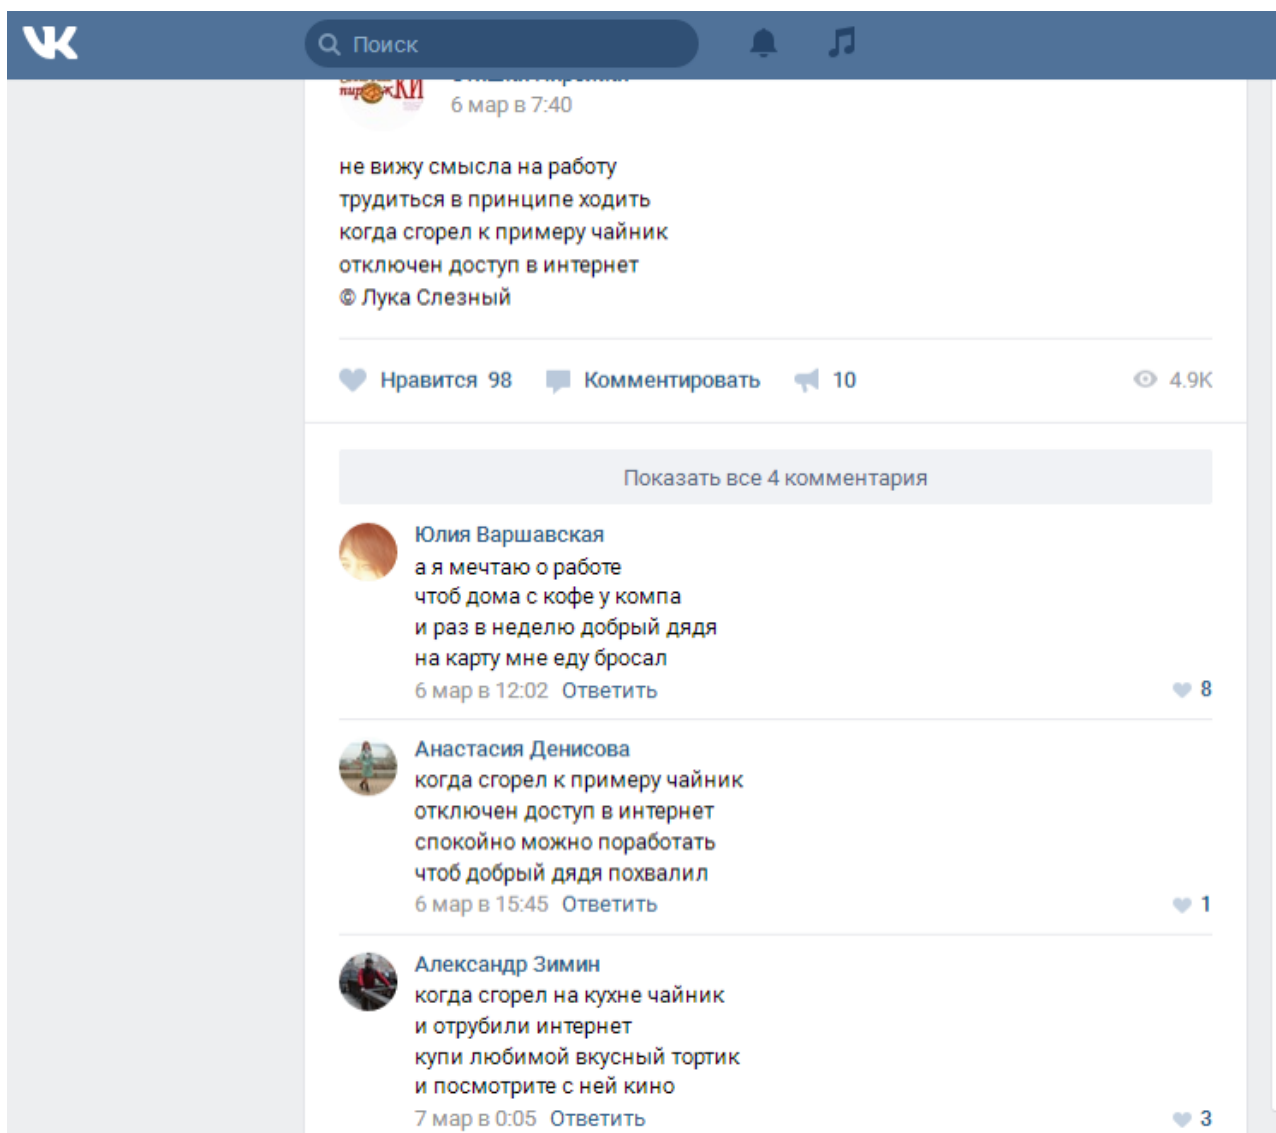 Поиск
6 мар в 7:40
не вижу смысла на работу
трудиться в принципе ходить
когда сгорел к примеру чайник
отключен доступ в интернет
© Лука Слезный
Нравится 98 Комментировать 10 4.9K
Показать все 4 комментария
Юлия Варшавская
а я мечтаю о работе
чтоб дома с кофе у компа
и раз в неделю добрый дядя
на карту мне еду бросал
6 мар в 12:02 Ответить 8
Анастасия Денисова
когда сгорел к примеру чайник
отключен доступ в интернет
спокойно можно поработать
чтоб добрый дядя похвалил
6 мар в 15:45 Ответить 1
Александр Зимин
когда сгорел на кухне чайник
и отрубили интернет
купи любимой вкусный тортик
и посмотрите с ней кино
7 мар в 0:05 Ответить 3